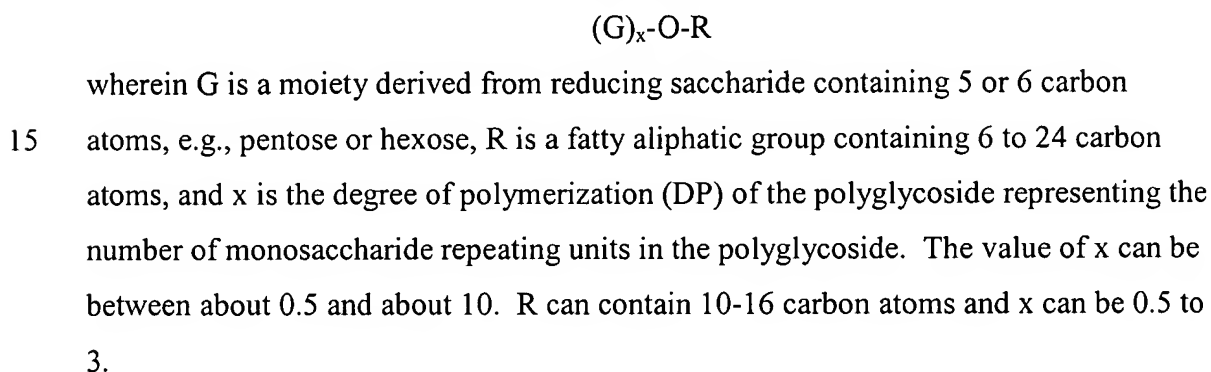 (G)x-O-R
wherein G is a moiety derived from reducing saccharide containing 5 or 6 carbon
15 atoms, e.g., pentose or hexose, R is a fatty aliphatic group containing 6 to 24 carbon
atoms, and x is the degree of polymerization (DP) of the polyglycoside representing the
number of monosaccharide repeating units in the polyglycoside. The value of x can be
between about 0.5 and about 10. R can contain 10-16 carbon atoms and x can be 0.5 to
3.